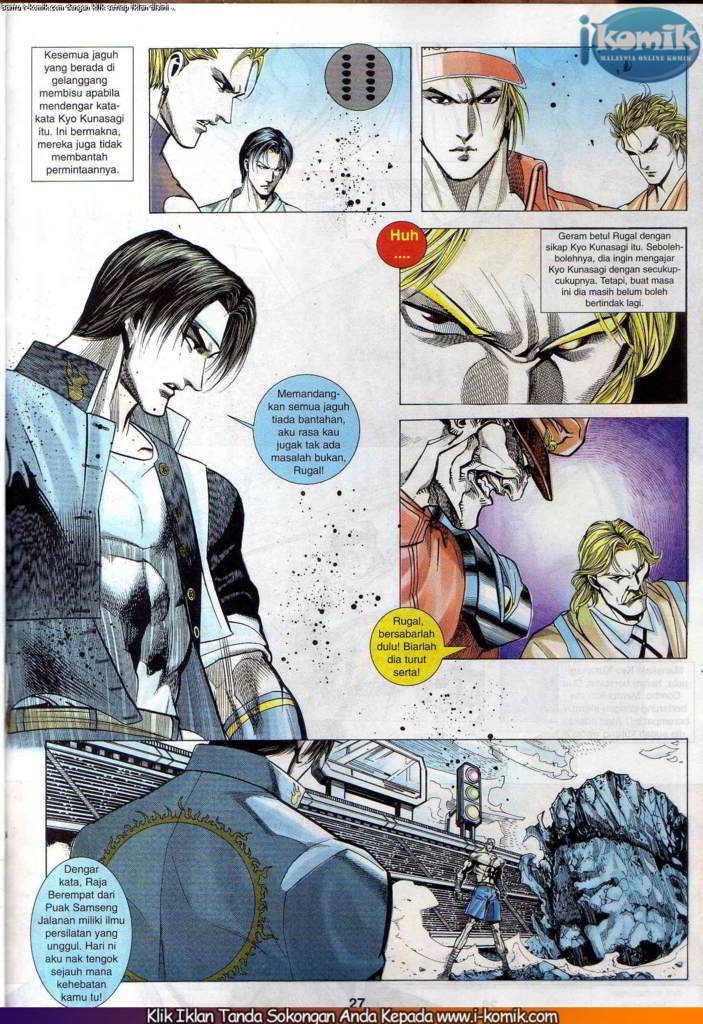 ikomik
MALAYSIA ONLINE KOMIK
Kesemua jaguh
yang berada di
gelanggang
membisu apabila
mendengar kata-
kata Kyo Kunasagi
itu. Ini bermakna,
mereka juga tidak
membantah
permintaannya.
Huh
....
Geram betul Rugal dengan
sikap Kyo Kunasagi itu. Seboleh-
bolehnya, dia ingin mengajar
Kyo Kunasagi dengan secukup-
cukupnya. Tetapi, buat masa
ini dia masih belum boleh
bertindak lagi.
Memandang-
kan semua jaguh
tiada bantahan,
aku rasa kau
jugak tak ada
masalah bukan,
Rugal!
Rugal,
bersabarlah
dulu! Biarlah
dia turut
serta!
Dengar
kata, Raja
Berempat dari
Puak Samseng
Jalanan miliki ilmu
persilatan yang
unggul. Hari ni
aku nak tengok
sejauh mana
kehebatan
kamu tu!
27
Klik Iklan Tanda Sokongan Anda Kepada www.i-komik.com